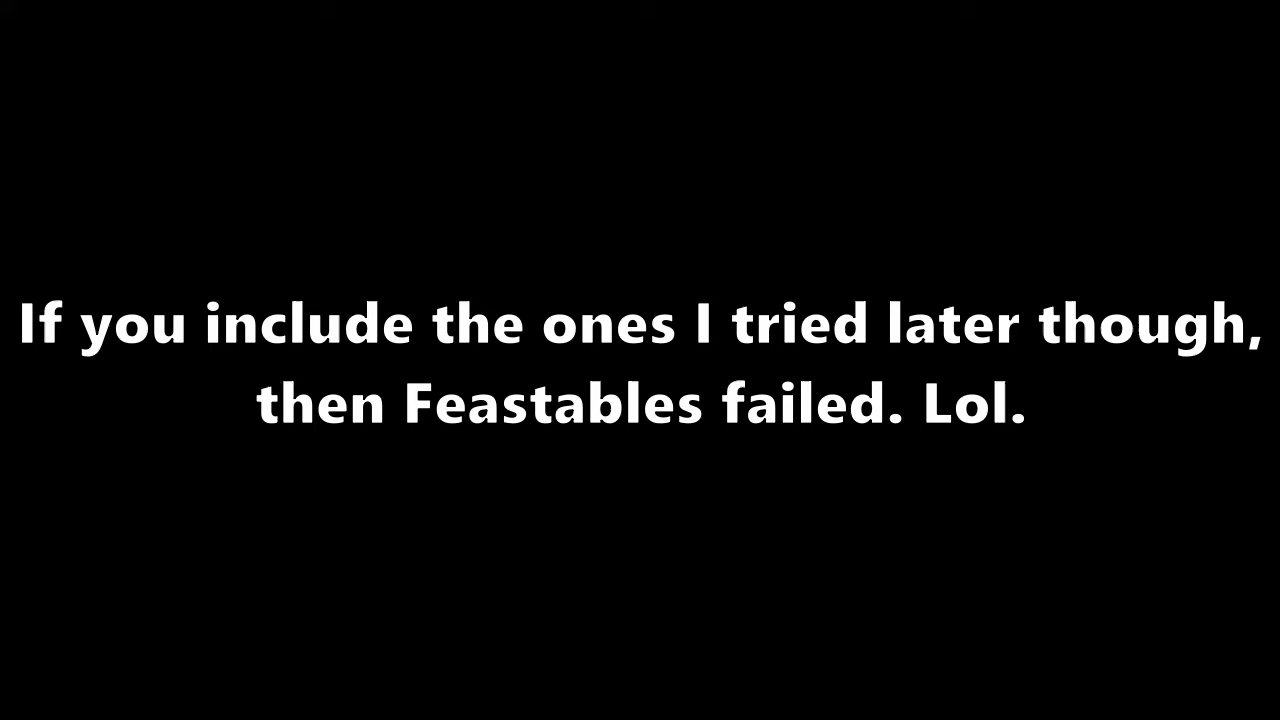 If you include the ones I tried later though,
then Feastables failed. Lol.